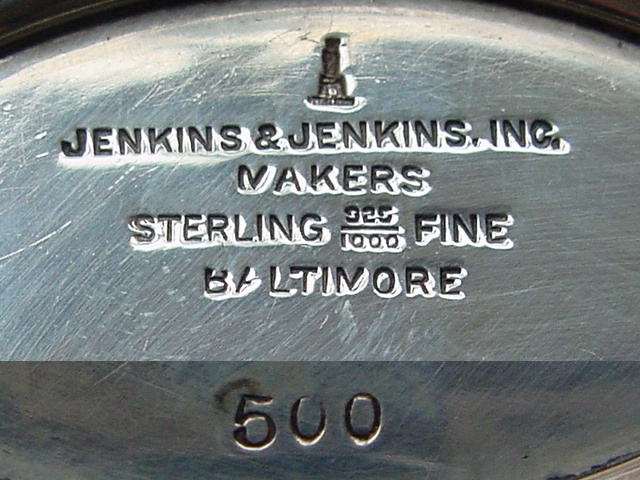 JENKINS & JENKINS, INC.
MAKERS
STERLING 925/1000 FINE
BALTIMORE
500